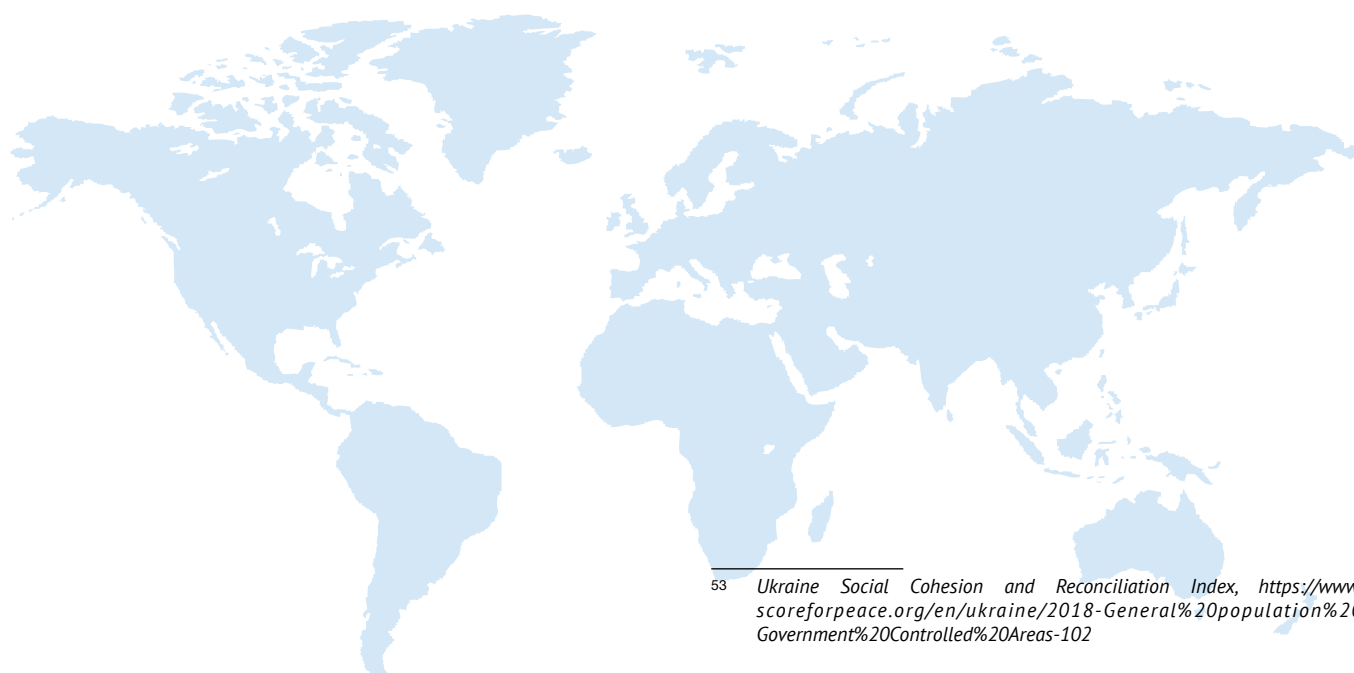 53 Ukraine Social Cohesion and Reconciliation Index, https://www
scoreforpeace.org/en/ukraine/2018-General%20population%20
Government%20Controlled%20Areas-102